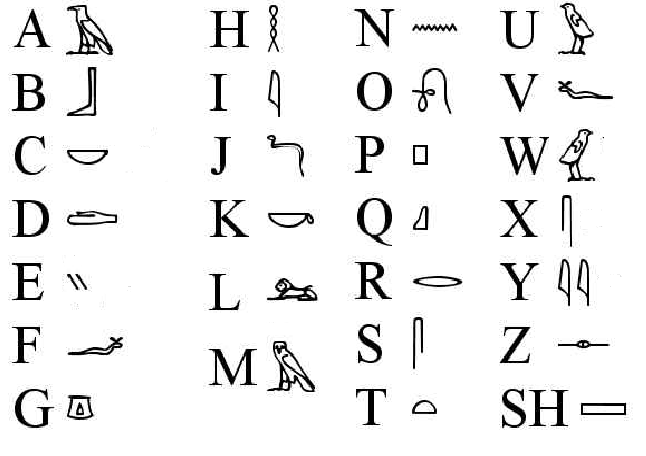 A 𓄿
B 𓃀
C 𓎟
D 𓂧
E 𓏭
F 𓆑
G 𓎼
H 𓎛
I 𓇋
J 𓆓
K 𓎡
L 𓃭
M 𓅓
N 𓈖
O 𓍯
P 𓊪
Q 𓈎
R 𓂋
S 𓋴
T 𓏏
U 𓅱
V 𓆑
W 𓅱
X 𓋴
Y 𓇌
Z 𓊃
SH 𓈙